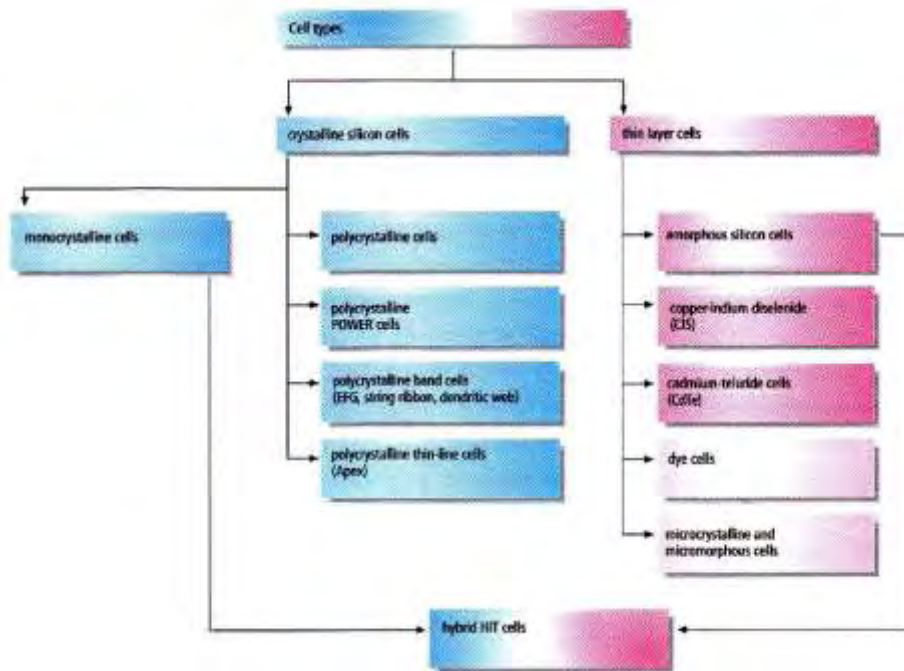 Cell types
crystalline silicon cells
thin layer cells
monocrystalline cells
polycrystalline cells
amorphous silicon cells
polycrystalline
POWER cells
copper-indium diselenide
(CIS)
polycrystalline band cells
(EFG, string ribbon, dendritic web)
cadmium-telluride cells
(CdTe)
polycrystalline thin-line cells
(Apex)
dye cells
microcrystalline and
micromorphous cells
hybrid HIT cells